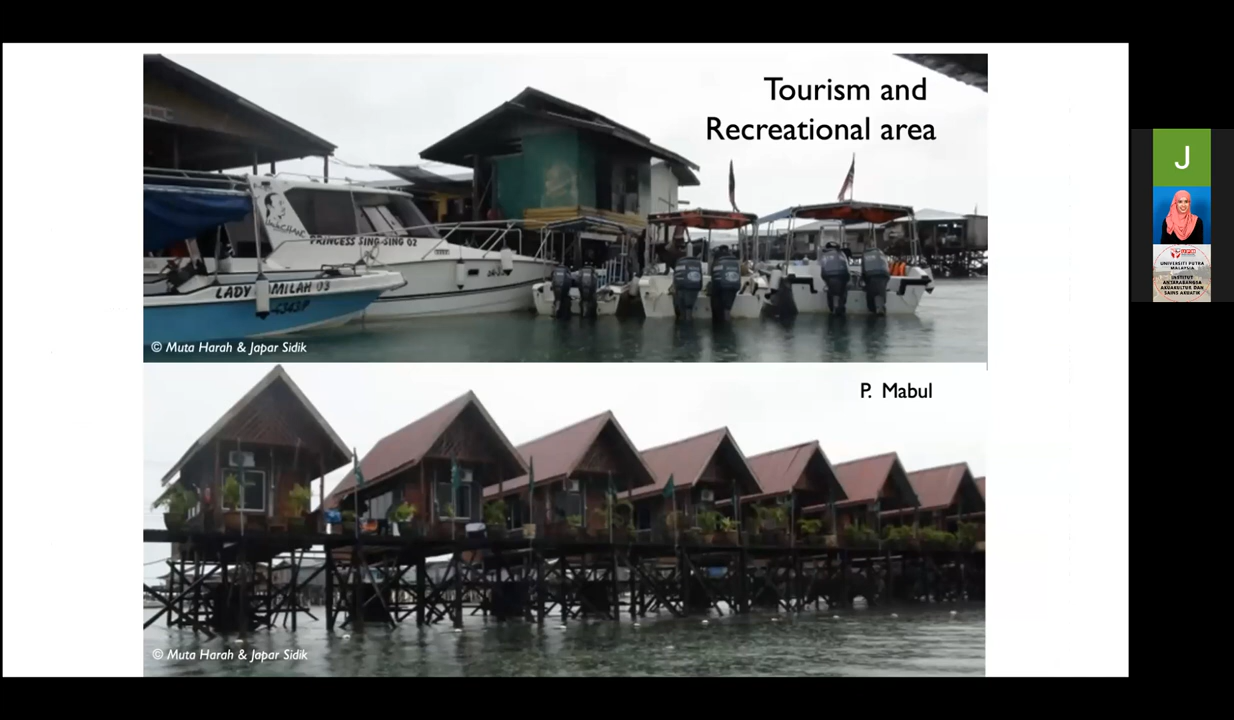 Tourism and
Recreational area
PRINCESS SING-SING 02
LADY
MILAH 03
© Muta Harah & Japar Sidik
P. Mabul
© Muta Harah & Japar Sidik
J
UNIVERSITI PUTRA
MALAYSIA
INSTITUT
ANTARABANGSA
AKUAKULTUR DAN
SAINS AKUATIK